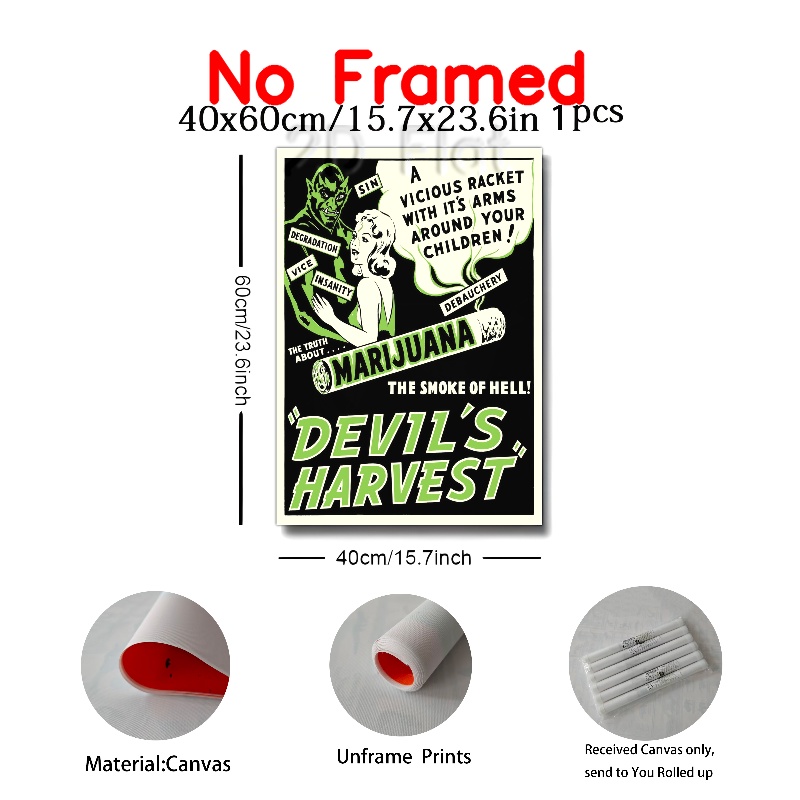 No Framed
40x60cm/15.7x23.6in 1pcs
2D Flat
SIN
A
VICIOUS RACKET
WITH IT'S ARMS
AROUND YOUR
CHILDREN!
DEGRADATION
VICE
INSANITY
DEBAUCHERY
THE TRUTH
ABOUT....
MARIJUANA
THE SMOKE OF HELL!
"DEVIL'S
HARVEST"
60cm/23.6inch
40cm/15.7inch
Material:Canvas
Unframe Prints
Received Canvas only,
send to You Rolled up